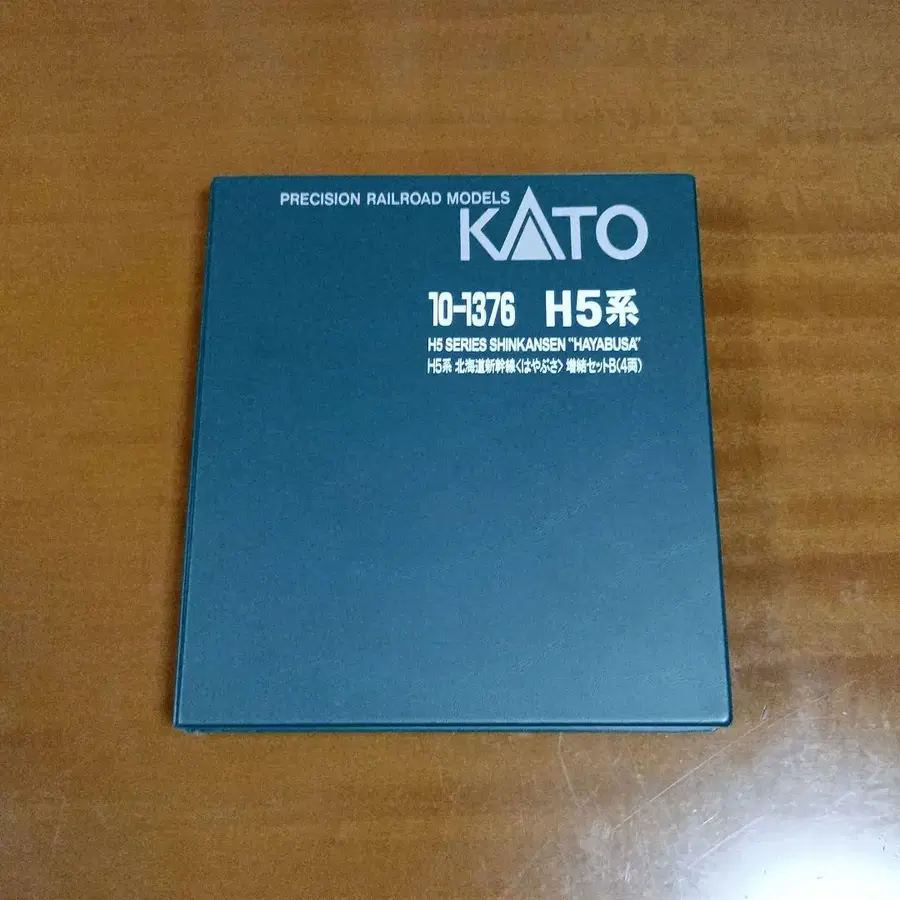 PRECISION RAILROAD MODELS
KATO
10-1376 H5系
H5 SERIES SHINKANSEN "HAYABUSA"
H5系 北海道新幹線〈はやぶさ〉 増結セットB(4両)